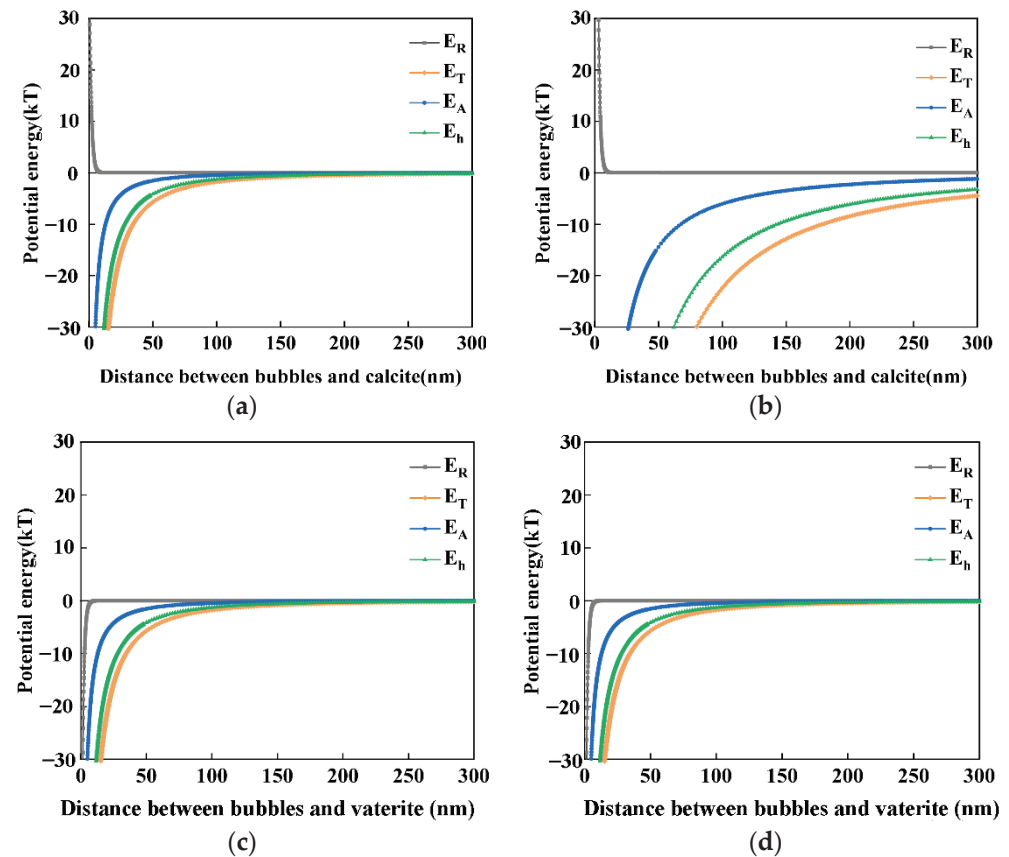 30
20
10
0
−10
−20
−30
Potential energy(kT)
E_R
E_T
E_A
E_h
0 50 100 150 200 250 300
Distance between bubbles and calcite(nm)
(a)
30
20
10
0
−10
−20
−30
Potential energy(kT)
E_R
E_T
E_A
E_h
0 50 100 150 200 250 300
Distance between bubbles and calcite(nm)
(b)
30
20
10
0
−10
−20
−30
Potential energy(kT)
E_R
E_T
E_A
E_h
0 50 100 150 200 250 300
Distance between bubbles and vaterite (nm)
(c)
30
20
10
0
−10
−20
−30
Potential energy(kT)
E_R
E_T
E_A
E_h
0 50 100 150 200 250 300
Distance between bubbles and vaterite (nm)
(d)